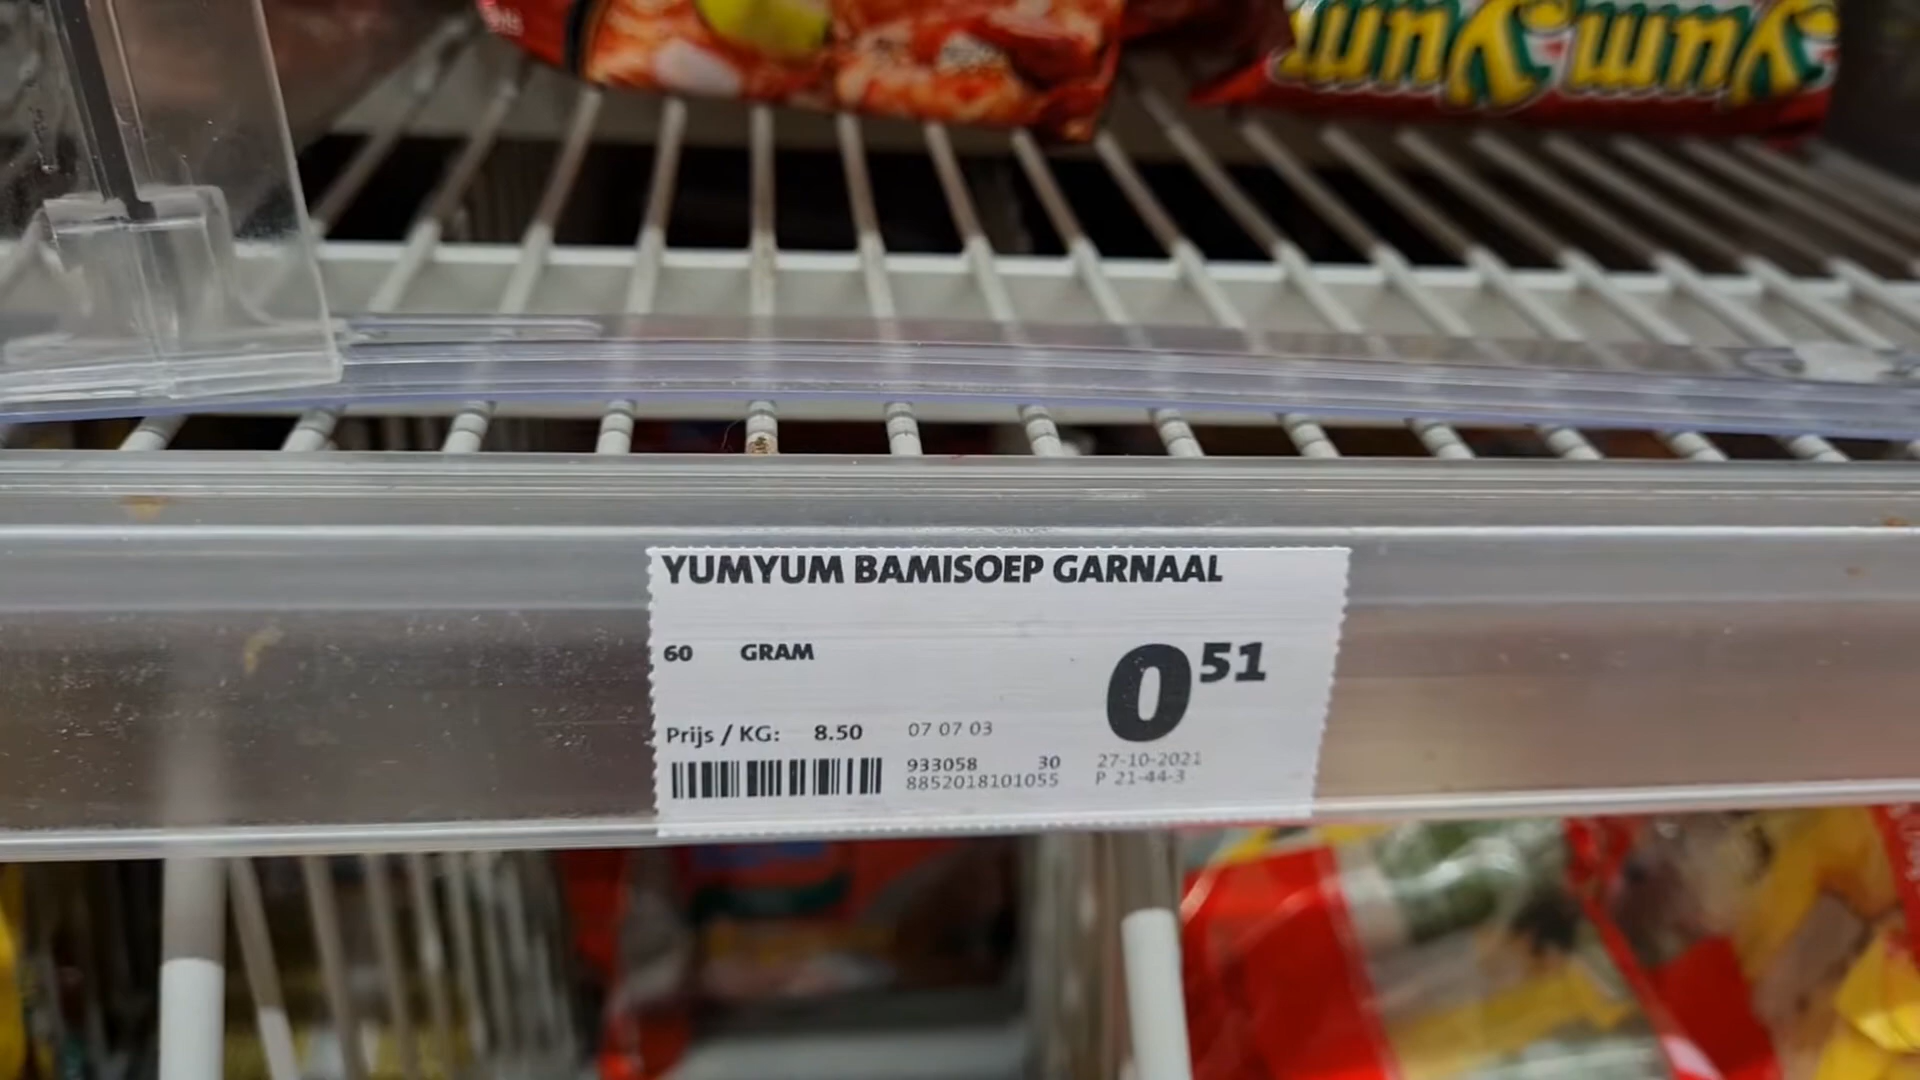 YumYum
YUMYUM BAMISOEP GARNAAL
60 GRAM
0 51
Prijs / KG: 8.50 07 07 03
933058 30 27-10-2021
8852018101055 P 21-44-3